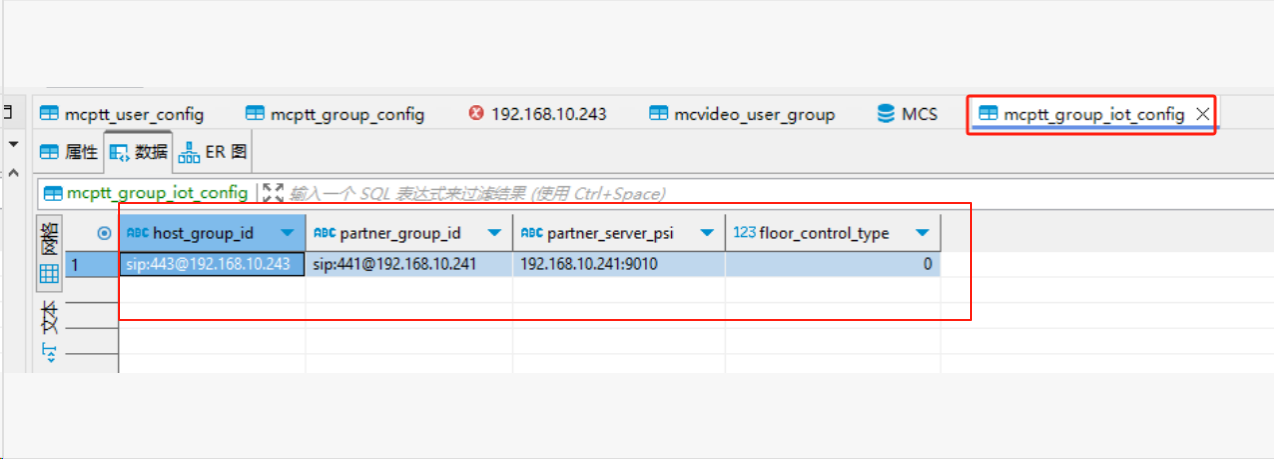 mcptt_user_config mcptt_group_config 192.168.10.243 mcvideo_user_group MCS mcptt_group_iot_config
属性 数据 ER 图
mcptt_group_iot_config 输入一个 SQL 表达式来过滤结果 (使用 Ctrl+Space)
网格 ABC host_group_id ABC partner_group_id ABC partner_server_psi 123 floor_control_type
1 sip:443@192.168.10.243 sip:441@192.168.10.241 192.168.10.241:9010 0
文本